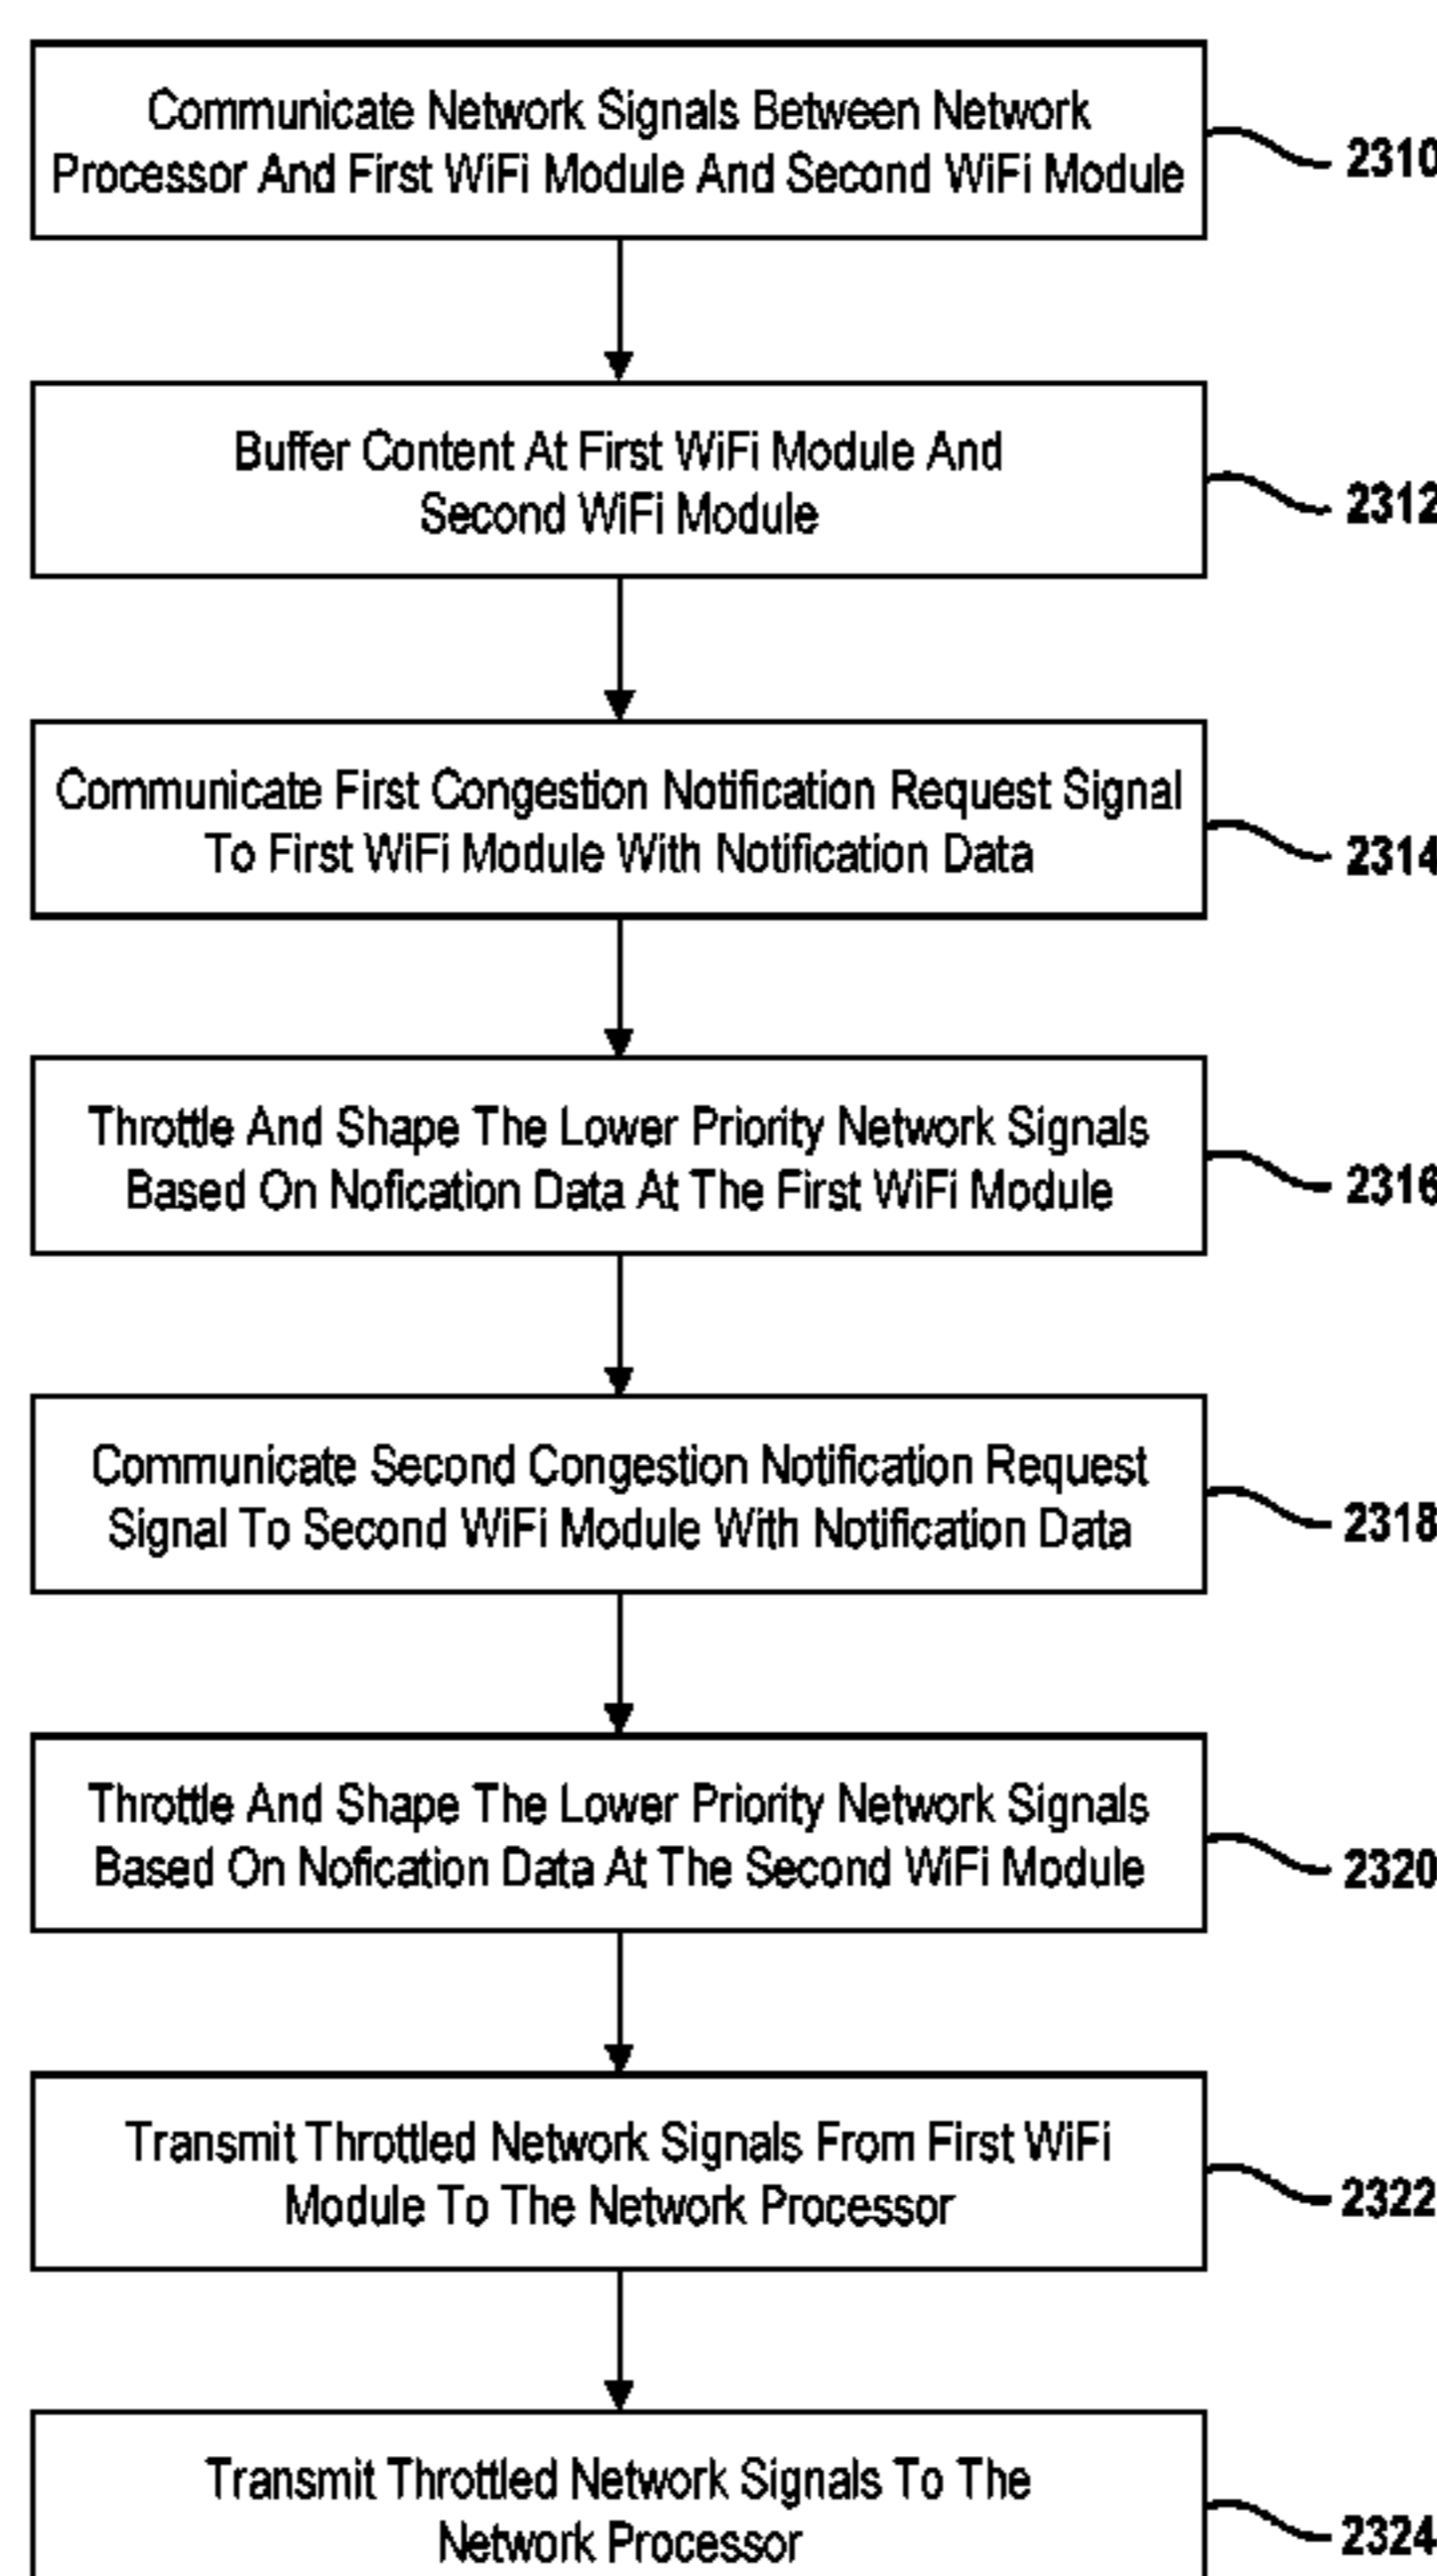 Communicate Network Signals Between Network
Processor And First WiFi Module And Second WiFi Module
2310
Buffer Content At First WiFi Module And
Second WiFi Module
2312
Communicate First Congestion Notification Request Signal
To First WiFi Module With Notification Data
2314
Throttle And Shape The Lower Priority Network Signals
Based On Nofication Data At The First WiFi Module
2316
Communicate Second Congestion Notification Request
Signal To Second WiFi Module With Notification Data
2318
Throttle And Shape The Lower Priority Network Signals
Based On Nofication Data At The Second WiFi Module
2320
Transmit Throttled Network Signals From First WiFi
Module To The Network Processor
2322
Transmit Throttled Network Signals To The
Network Processor
2324